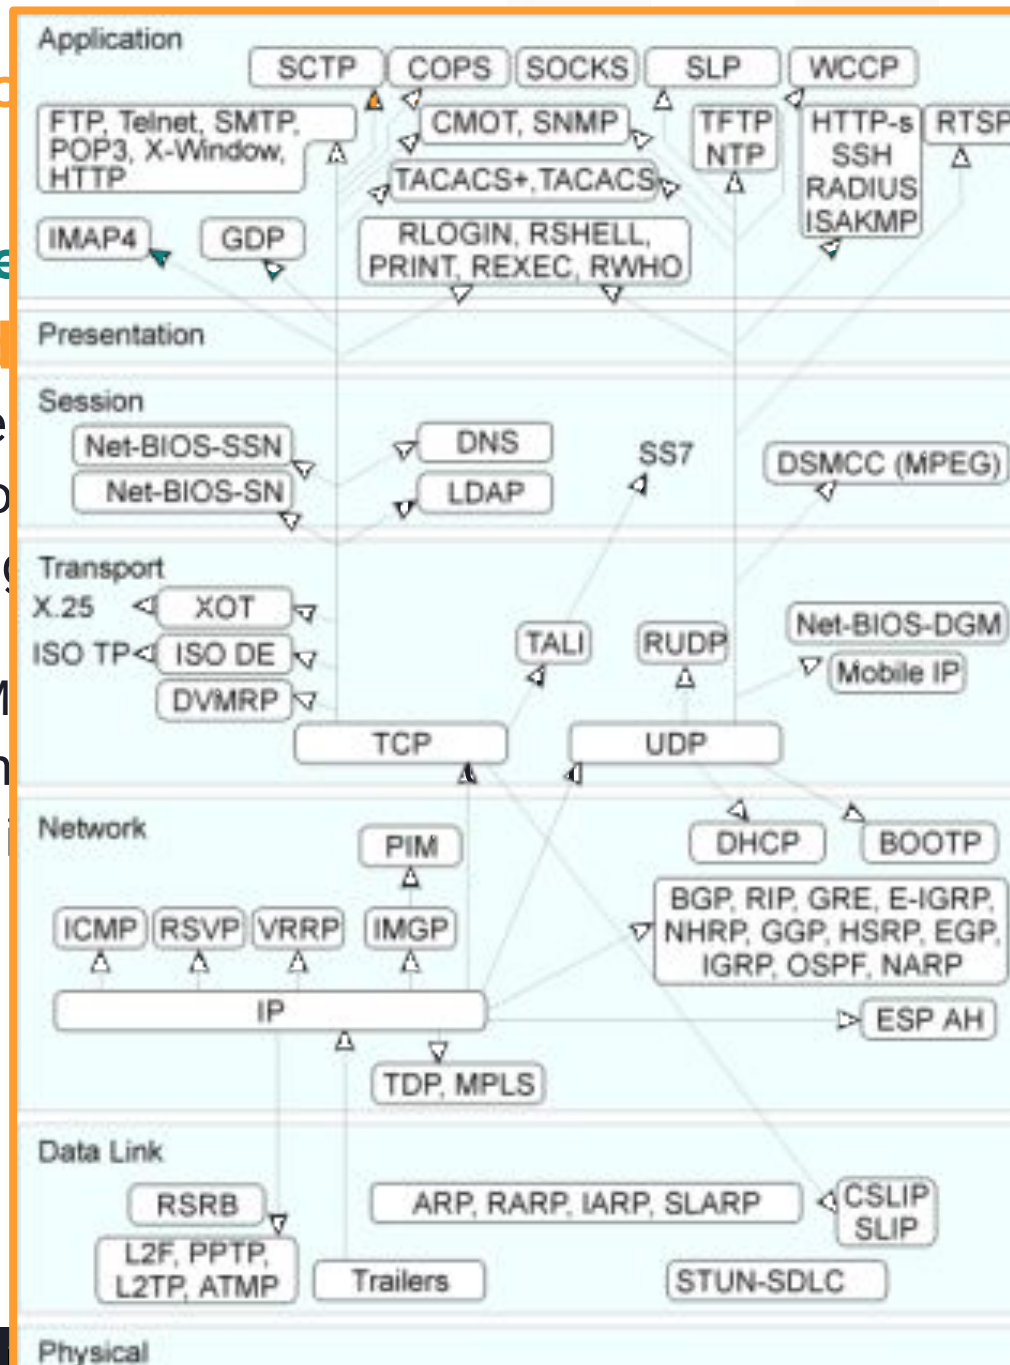 Application
SCTP
COPS
SOCKS
SLP
WCCP
FTP, Telnet, SMTP,
POP3, X-Window,
HTTP
CMOT, SNMP
TFTP
NTP
HTTP-s
SSH
RADIUS
ISAKMP
RTSP
TACACS+, TACACS
IMAP4
GDP
RLOGIN, RSHELL,
PRINT, REXEC, RWHO
Presentation
Session
Net-BIOS-SSN
DNS
SS7
DSMCC (MPEG)
Net-BIOS-SN
LDAP
Transport
X.25
XOT
ISO TP
ISO DE
DVMRP
TALI
RUDP
Net-BIOS-DGM
Mobile IP
TCP
UDP
Network
PIM
DHCP
BOOTP
ICMP
RSVP
VRRP
IMGP
BGP, RIP, GRE, E-IGRP,
NHRP, GGP, HSRP, EGP,
IGRP, OSPF, NARP
IP
ESP AH
TDP, MPLS
Data Link
RSRB
ARP, RARP, IARP, SLARP
CSLIP
SLIP
L2F, PPTP,
L2TP, ATMP
Trailers
STUN-SDLC
Physical